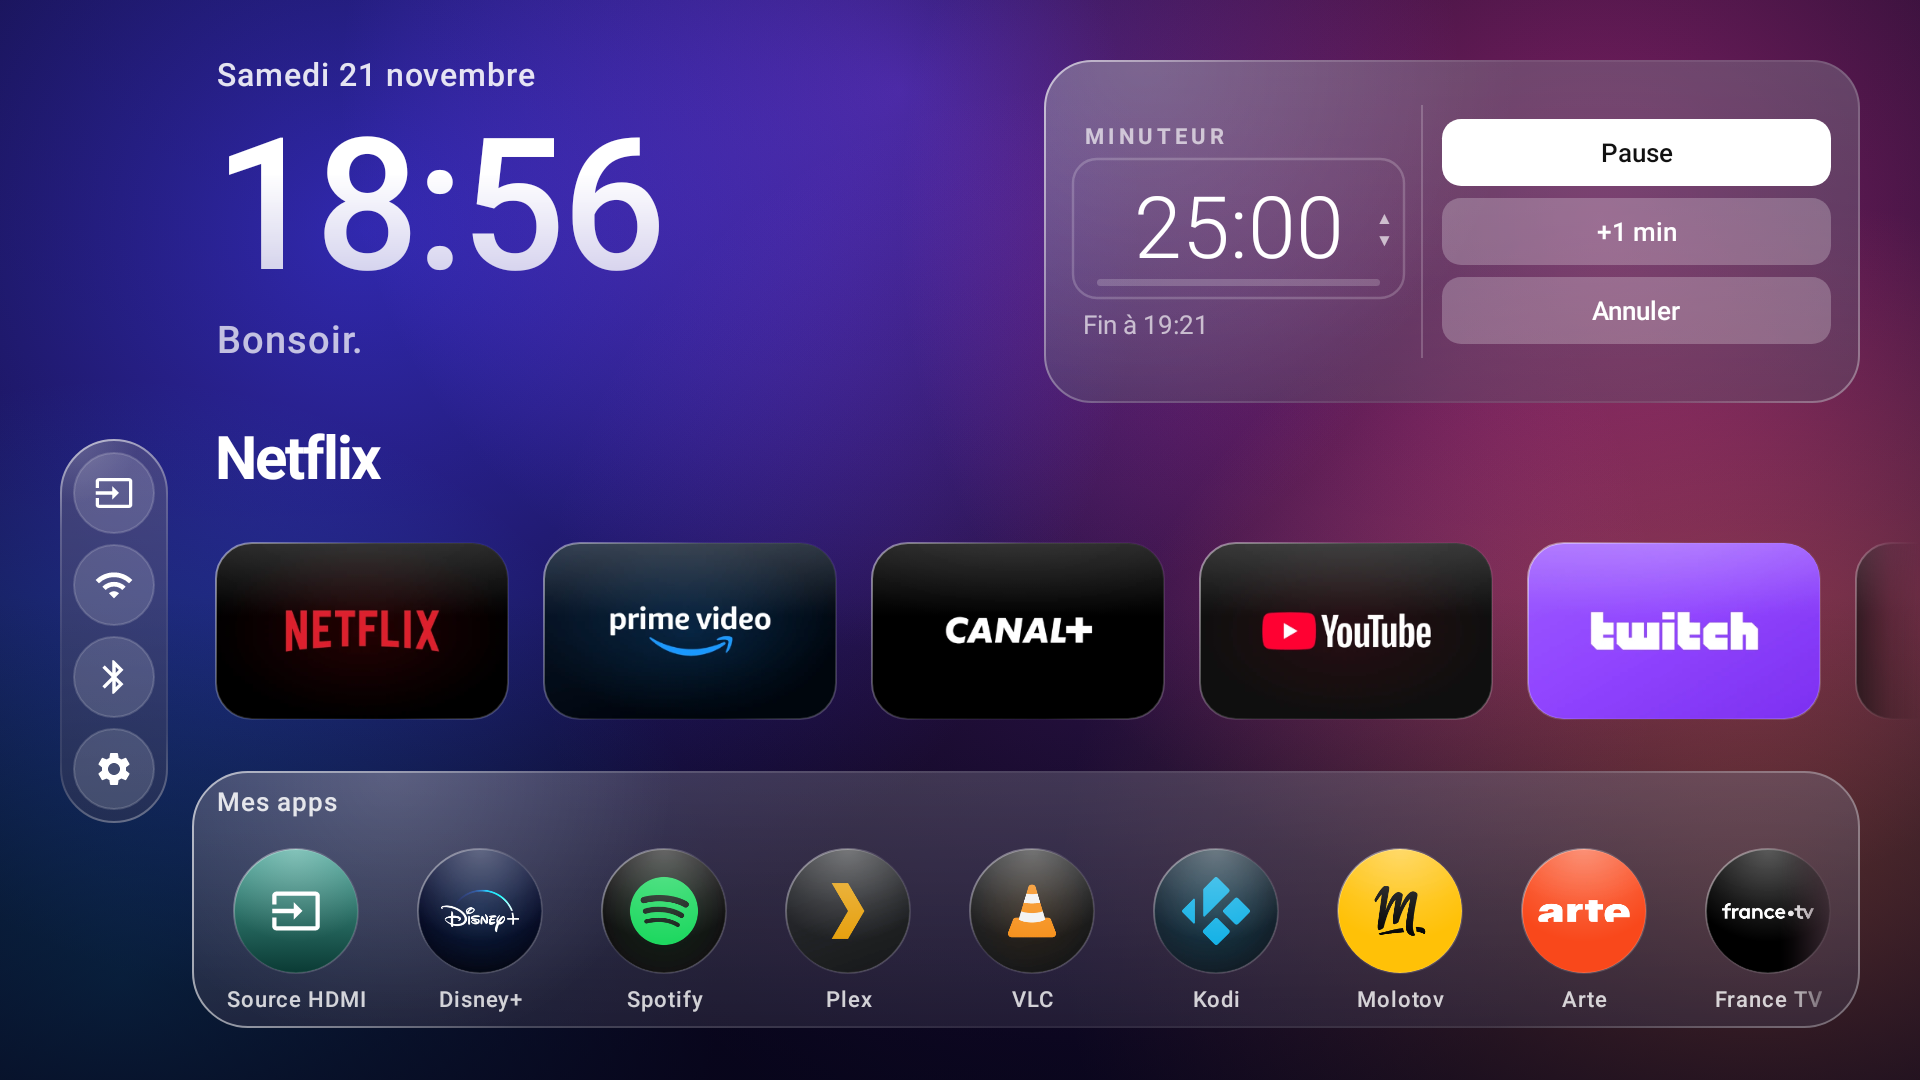 Samedi 21 novembre
18:56
Bonsoir.
MINUTEUR
25:00
Fin à 19:21
Pause
+1 min
Annuler
Netflix
NETFLIX
prime video
CANAL+
YouTube
twitch
Mes apps
Disney+
M.
arte
france•tv
Source HDMI
Disney+
Spotify
Plex
VLC
Kodi
Molotov
Arte
France TV